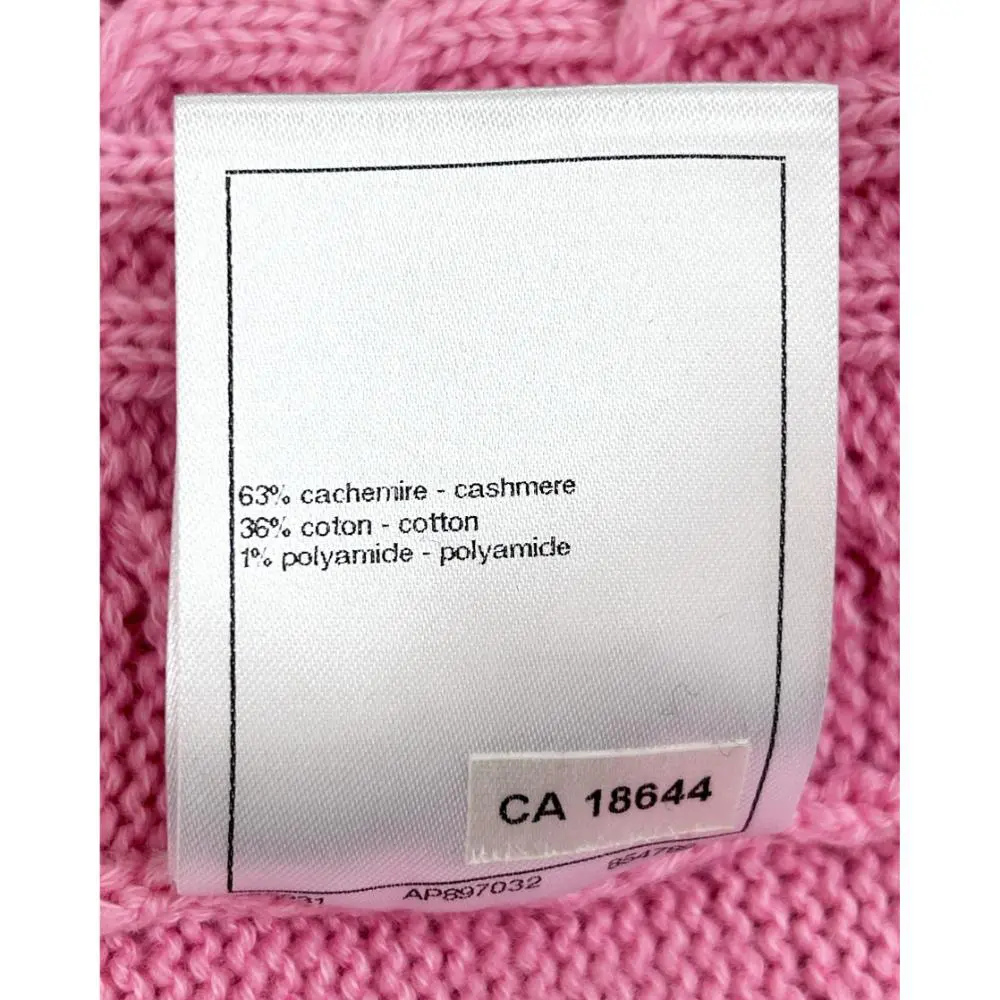 63% cachemire - cashmere
36% coton - cotton
1% polyamide - polyamide
CA 18644
AP897032